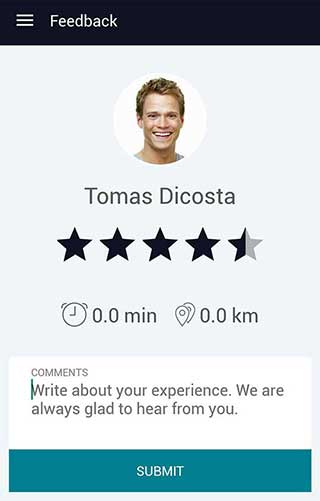 Feedback
Tomas Dicosta
0.0 min 0.0 km
COMMENTS
Write about your experience. We are
always glad to hear from you.
SUBMIT